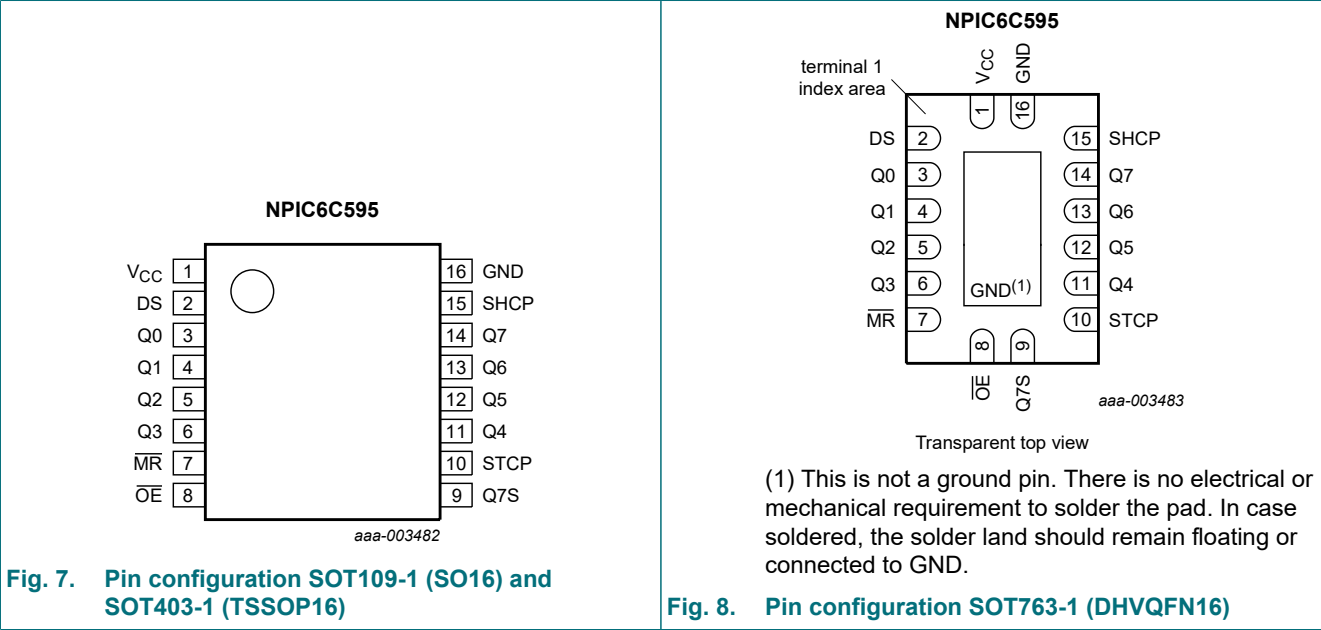 NPIC6C595
VCC 1
DS 2
Q0 3
Q1 4
Q2 5
Q3 6
MR 7
OE 8
16 GND
15 SHCP
14 Q7
13 Q6
12 Q5
11 Q4
10 STCP
9 Q7S
aaa-003482
Fig. 7. Pin configuration SOT109-1 (SO16) and
SOT403-1 (TSSOP16)
NPIC6C595
terminal 1
index area
VCC
GND
1
16
DS 2
Q0 3
Q1 4
Q2 5
Q3 6
MR 7
15 SHCP
14 Q7
13 Q6
12 Q5
11 Q4
10 STCP
GND(1)
8
9
OE
Q7S
aaa-003483
Transparent top view
(1) This is not a ground pin. There is no electrical or
mechanical requirement to solder the pad. In case
soldered, the solder land should remain floating or
connected to GND.
Fig. 8. Pin configuration SOT763-1 (DHVQFN16)